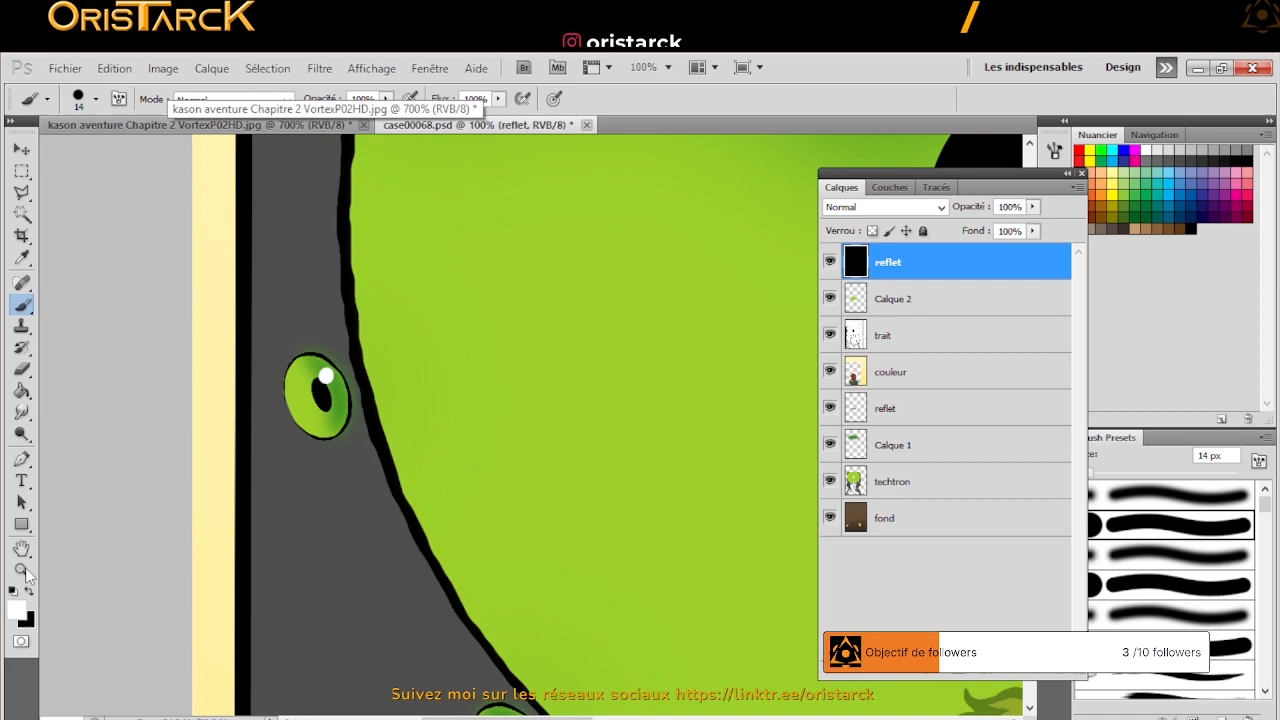 ORISTARCK
oristarck
Ps Fichier Edition Image Calque Sélection Filtre Affichage Fenêtre Aide Br Mb 100% Les indispensables Design
14 Mode : Normal Opacité : 100% Flux : 100%
kason aventure Chapitre 2 VortexP02HD.jpg @ 700% (RVB/8) *
kason aventure Chapitre 2 VortexP02HD.jpg @ 700% (RVB/8) * case00068.psd @ 100% (reflet, RVB/8) *
Nuancier Navigation
Calques Couches Tracés
Normal Opacité : 100%
Verrou : Fond : 100%
reflet
Calque 2
trait
couleur
reflet
Calque 1
techtron
fond
ush Presets
14 px
Objectif de followers 3 /10 followers
Suivez moi sur les réseaux sociaux https://linktr.ee/oristarck